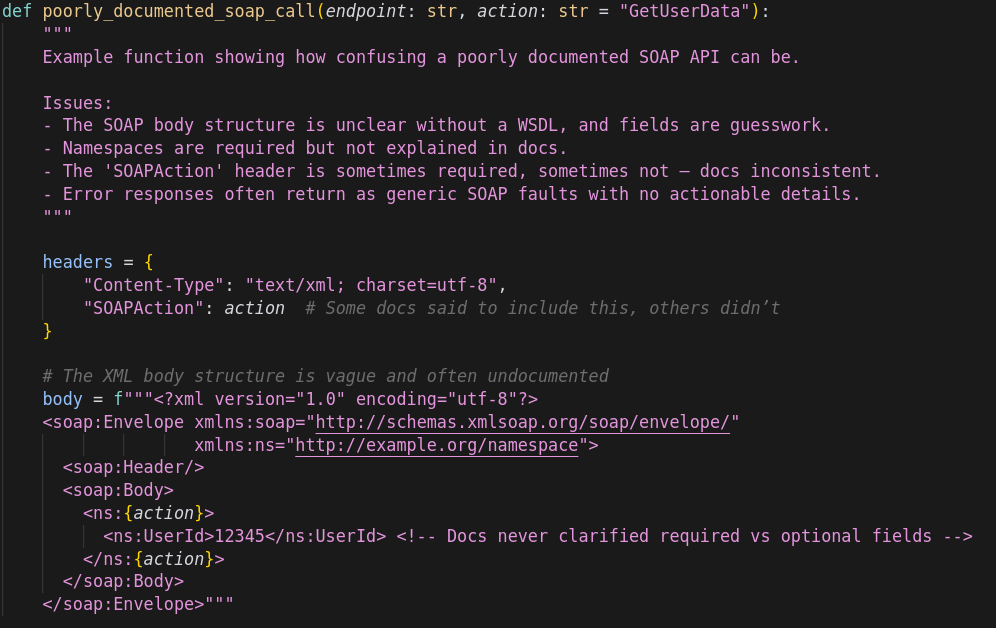 def poorly_documented_soap_call(endpoint: str, action: str = "GetUserData"):
    """
    Example function showing how confusing a poorly documented SOAP API can be.

    Issues:
    - The SOAP body structure is unclear without a WSDL, and fields are guesswork.
    - Namespaces are required but not explained in docs.
    - The 'SOAPAction' header is sometimes required, sometimes not — docs inconsistent.
    - Error responses often return as generic SOAP faults with no actionable details.
    """

    headers = {
        "Content-Type": "text/xml; charset=utf-8",
        "SOAPAction": action  # Some docs said to include this, others didn’t
    }

    # The XML body structure is vague and often undocumented
    body = f"""<?xml version="1.0" encoding="utf-8"?>
    <soap:Envelope xmlns:soap="http://schemas.xmlsoap.org/soap/envelope/"
                   xmlns:ns="http://example.org/namespace">
      <soap:Header/>
      <soap:Body>
        <ns:{action}>
          <ns:UserId>12345</ns:UserId> <!-- Docs never clarified required vs optional fields -->
        </ns:{action}>
      </soap:Body>
    </soap:Envelope>"""